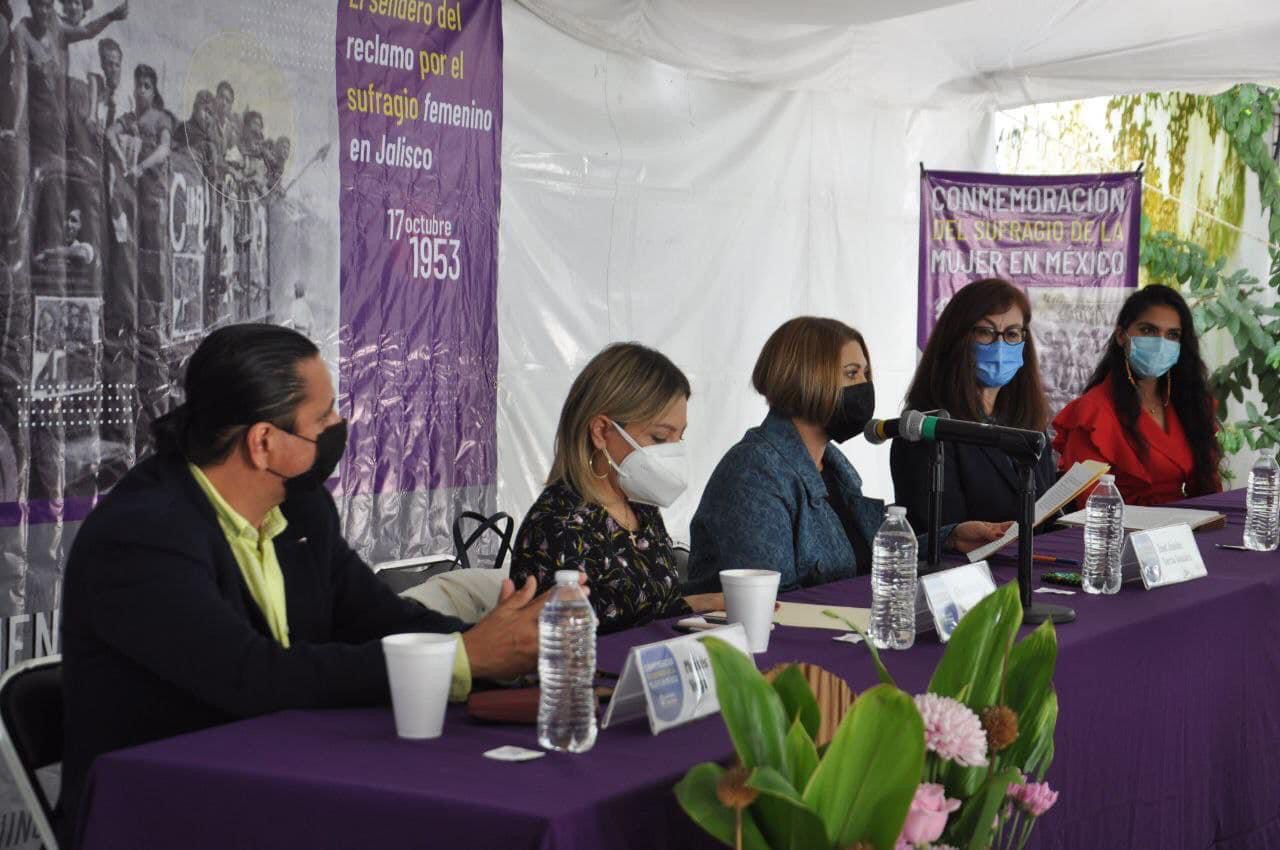 El sendero del
reclamo por el
sufragio femenino
en Jalisco
17 octubre
1953
CONMEMORACIÓN
DEL SUFRAGIO DE LA
MUJER EN MÉXICO